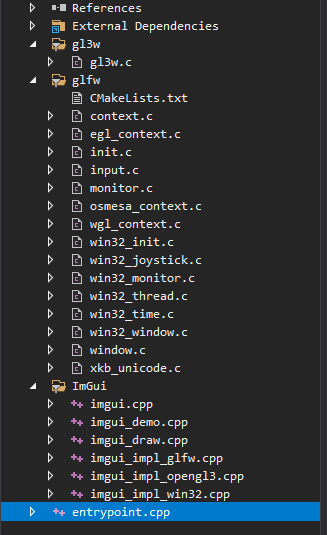 References
External Dependencies
gl3w
gl3w.c
glfw
CMakeLists.txt
context.c
egl_context.c
init.c
input.c
monitor.c
osmesa_context.c
wgl_context.c
win32_init.c
win32_joystick.c
win32_monitor.c
win32_thread.c
win32_time.c
win32_window.c
window.c
xkb_unicode.c
ImGui
imgui.cpp
imgui_demo.cpp
imgui_draw.cpp
imgui_impl_glfw.cpp
imgui_impl_opengl3.cpp
imgui_impl_win32.cpp
entrypoint.cpp